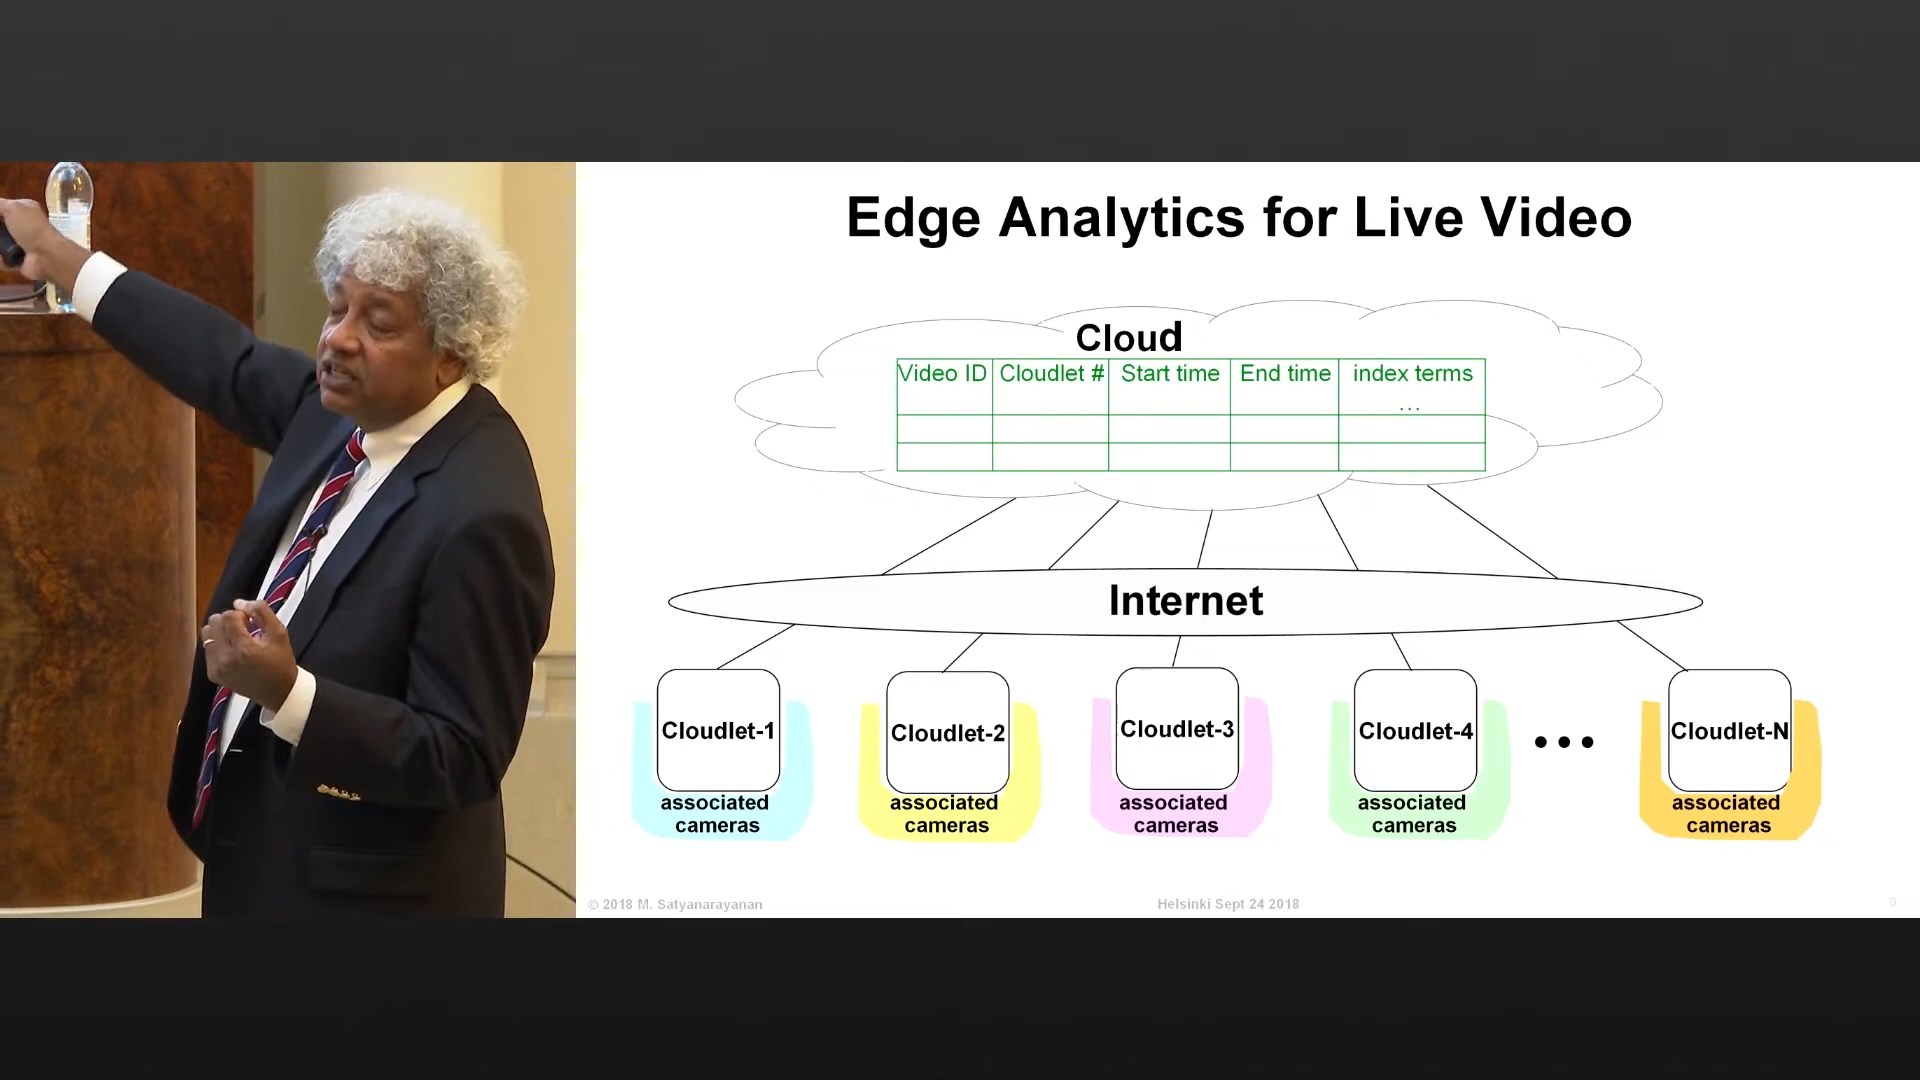 Edge Analytics for Live Video
Cloud
Video ID Cloudlet # Start time End time index terms
...
Internet
Cloudlet-1 Cloudlet-2 Cloudlet-3 Cloudlet-4 ••• Cloudlet-N
associated associated associated associated associated
cameras cameras cameras cameras cameras
© 2018 M. Satyanarayanan Helsinki Sept 24 2018 9